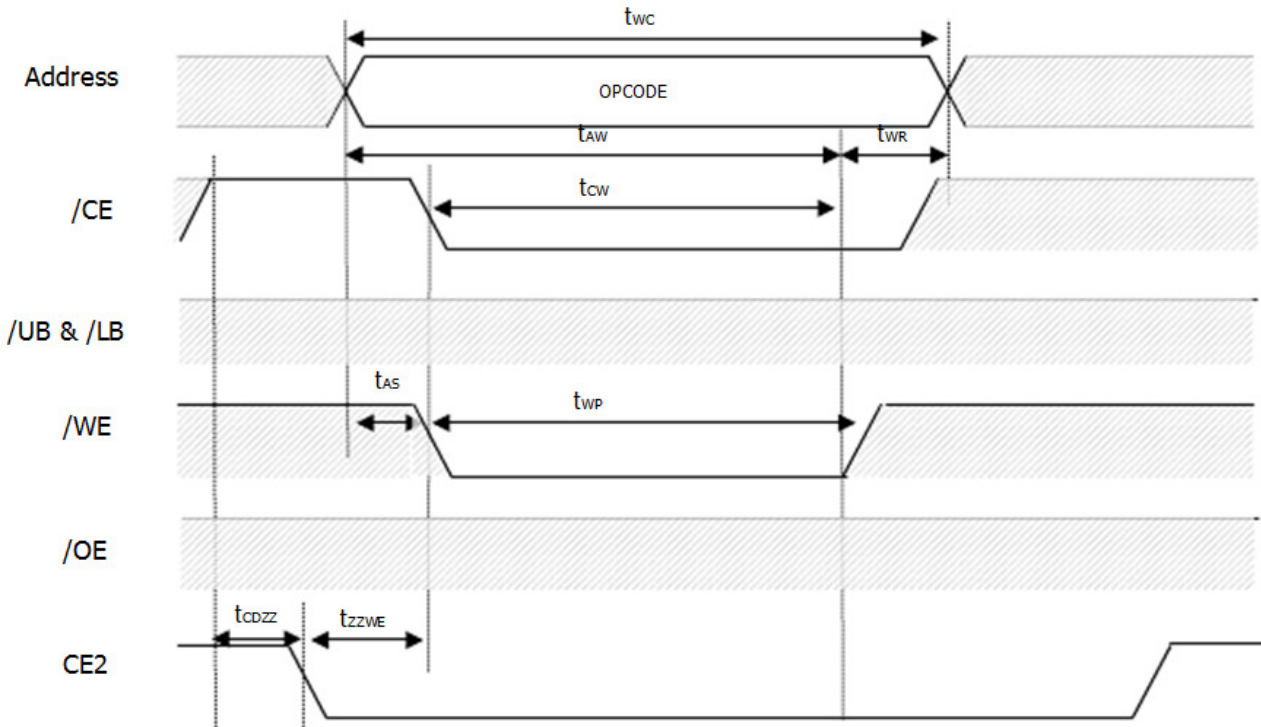 tWC
Address
OPCODE
tAW
tWR
/CE
tCW
/UB & /LB
tAS
/WE
tWP
/OE
tCDZZ
tZZWE
CE2